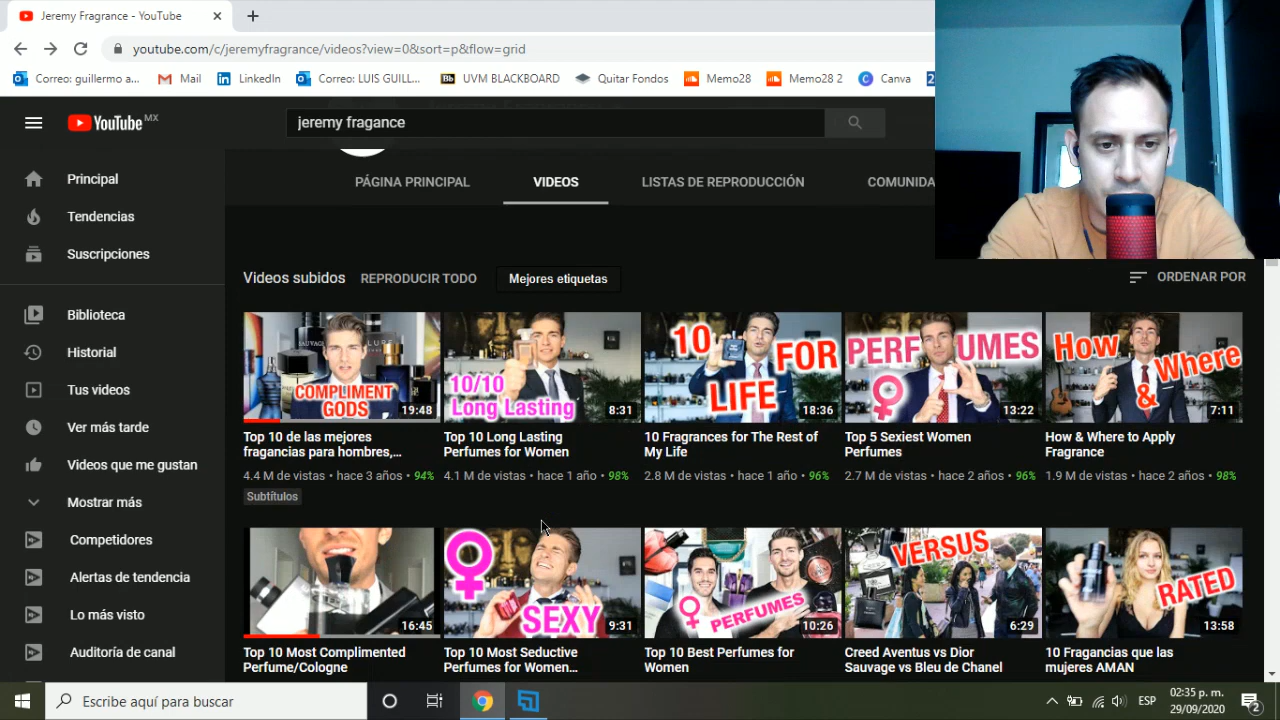 Jeremy Fragrance - YouTube
youtube.com/c/jeremyfragrance/videos?view=0&sort=p&flow=grid
Correo: guillermo a...
Mail
LinkedIn
Correo: LUIS GUILL...
Bb
UVM BLACKBOARD
Quitar Fondos
Memo28
Memo28 2
Canva
YouTube MX
jeremy fragance
Principal
Tendencias
Suscripciones
Biblioteca
Historial
Tus videos
Ver más tarde
Videos que me gustan
Mostrar más
Competidores
Alertas de tendencia
Lo más visto
Auditoría de canal
PÁGINA PRINCIPAL
VIDEOS
LISTAS DE REPRODUCCIÓN
COMUNIDA
Videos subidos
REPRODUCIR TODO
Mejores etiquetas
ORDENAR POR
SAUVAGE
COMPLIMENT
GODS
19:48
Top 10 de las mejores
fragancias para hombres,...
4.4 M de vistas • hace 3 años • 94%
Subtítulos
10/10
Long Lasting
8:31
Top 10 Long Lasting
Perfumes for Women
4.1 M de vistas • hace 1 año • 98%
10 FOR
LIFE
18:36
10 Fragrances for The Rest of
My Life
2.8 M de vistas • hace 1 año • 96%
PERFUMES
13:22
Top 5 Sexiest Women
Perfumes
2.7 M de vistas • hace 2 años • 96%
How
& Where
7:11
How & Where to Apply
Fragrance
1.9 M de vistas • hace 2 años • 98%
16:45
Top 10 Most Complimented
Perfume/Cologne
SEXY
9:31
Top 10 Most Seductive
Perfumes for Women...
PERFUMES
10:26
Top 10 Best Perfumes for
Women
VERSUS
6:29
Creed Aventus vs Dior
Sauvage vs Bleu de Chanel
RATED
13:58
10 Fragancias que las
mujeres AMAN
Escribe aquí para buscar
ESP
02:35 p. m.
29/09/2020
2